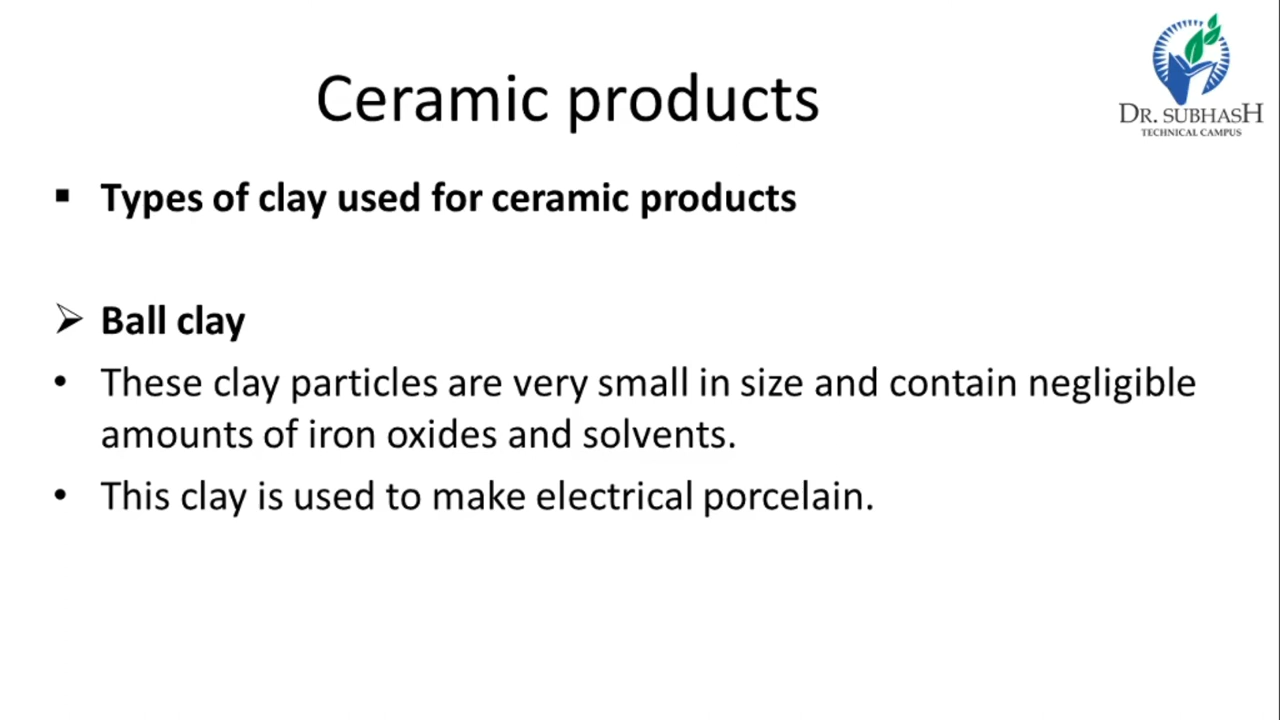 DR. SUBHASH
TECHNICAL CAMPUS
Ceramic products
▪ Types of clay used for ceramic products
➢ Ball clay
• These clay particles are very small in size and contain negligible
amounts of iron oxides and solvents.
• This clay is used to make electrical porcelain.